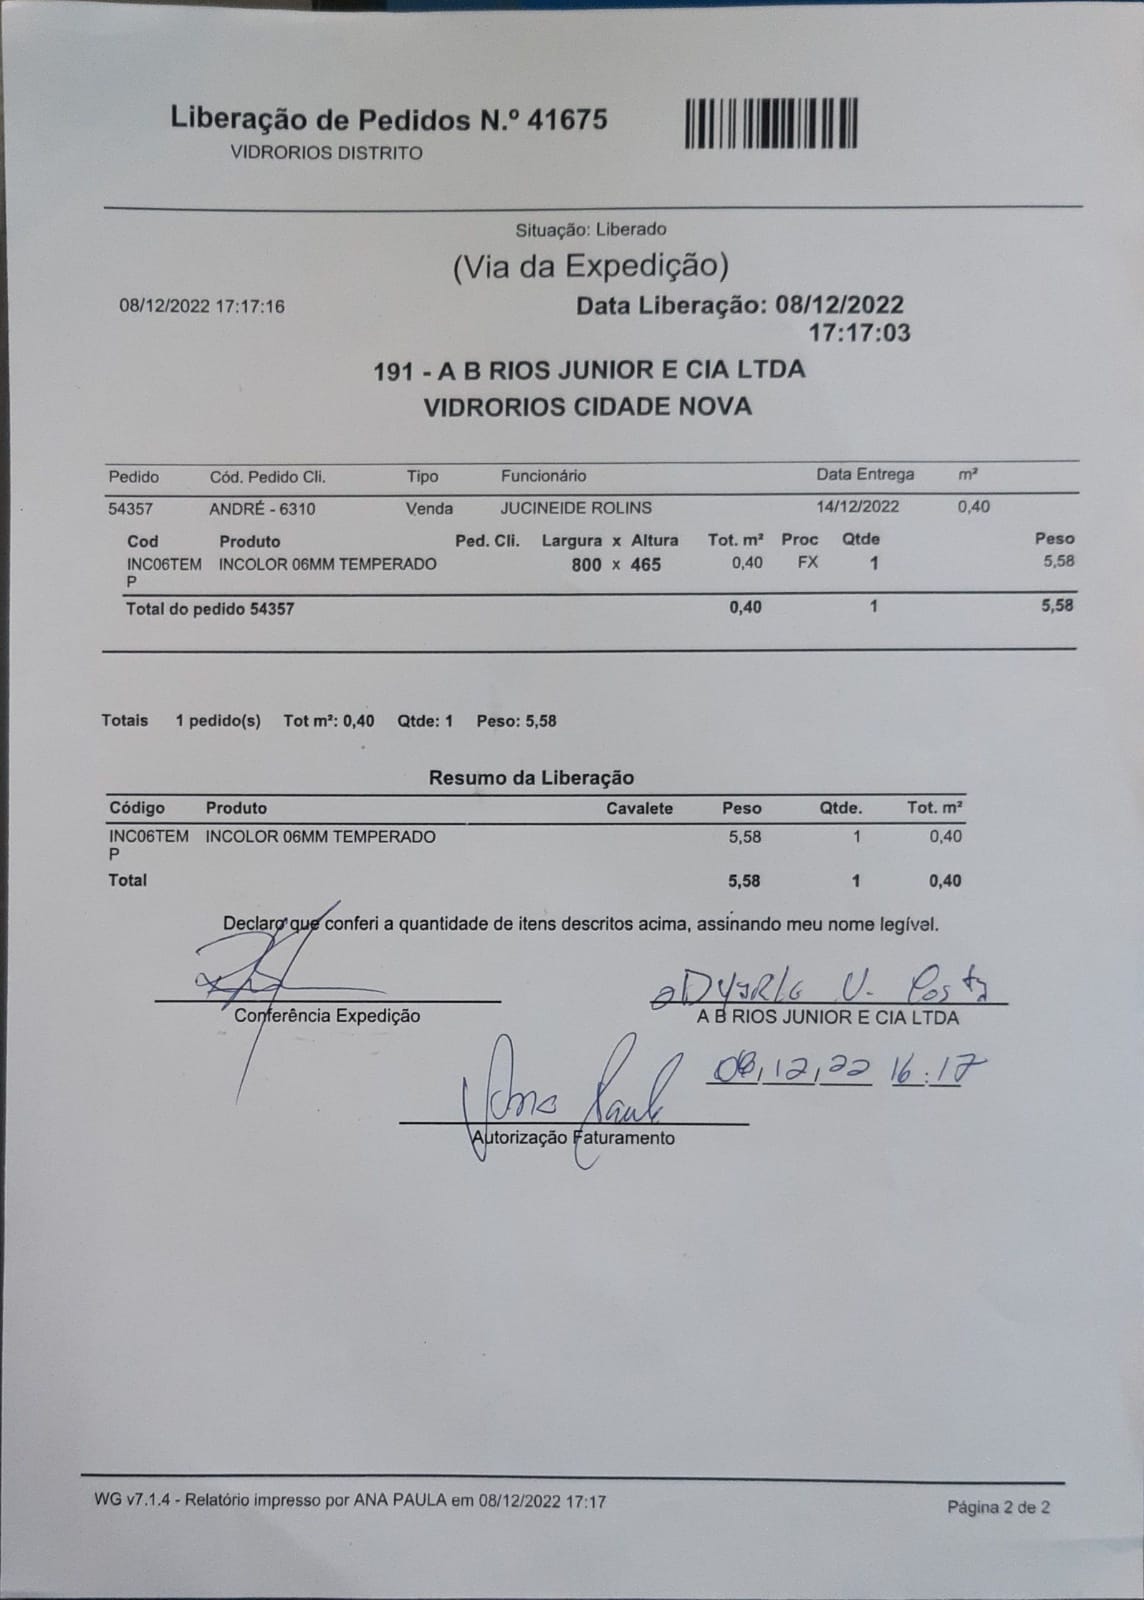 Liberação de Pedidos N.º 41675
VIDRORIOS DISTRITO
Situação: Liberado
(Via da Expedição)
08/12/2022 17:17:16 Data Liberação: 08/12/2022
17:17:03
191 - A B RIOS JUNIOR E CIA LTDA
VIDRORIOS CIDADE NOVA
Pedido Cód. Pedido Cli. Tipo Funcionário Data Entrega m²
54357 ANDRÉ - 6310 Venda JUCINEIDE ROLINS 14/12/2022 0,40
Cod Produto Ped. Cli. Largura x Altura Tot. m² Proc Qtde Peso
INC06TEM INCOLOR 06MM TEMPERADO 800 x 465 0,40 FX 1 5,58
P
Total do pedido 54357 0,40 1 5,58
Totais 1 pedido(s) Tot m²: 0,40 Qtde: 1 Peso: 5,58
Resumo da Liberação
Código Produto Cavalete Peso Qtde. Tot. m²
INC06TEM INCOLOR 06MM TEMPERADO 5,58 1 0,40
P
Total 5,58 1 0,40
Declaro que conferi a quantidade de itens descritos acima, assinando meu nome legível.
V. Costa
Conferência Expedição A B RIOS JUNIOR E CIA LTDA
08,12,22 16:17
Ana Paula
Autorização Faturamento
WG v7.1.4 - Relatório impresso por ANA PAULA em 08/12/2022 17:17
Página 2 de 2